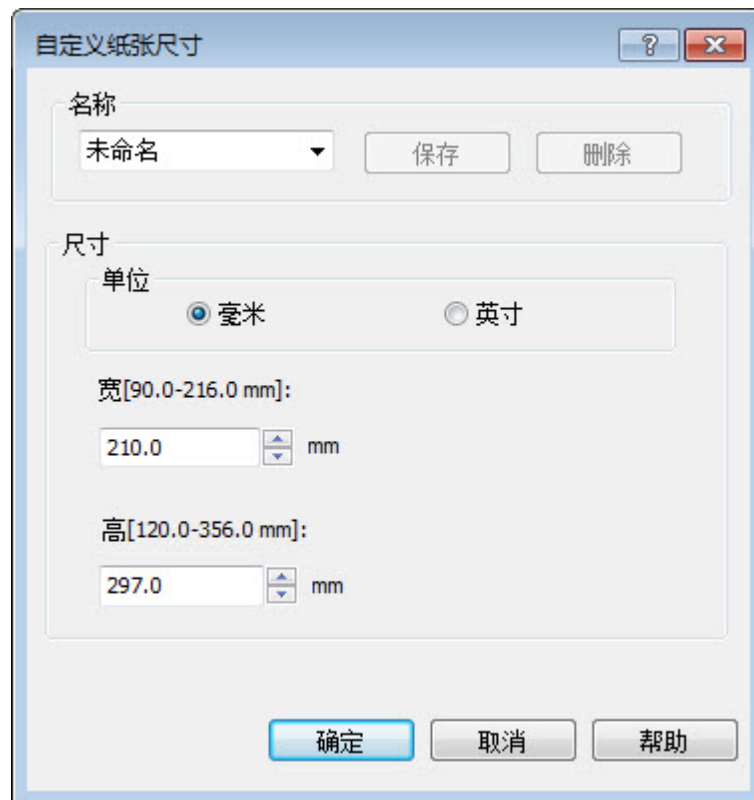 自定义纸张尺寸
名称
未命名 保存 删除
尺寸
单位
毫米 英寸
宽[90.0-216.0 mm]:
210.0 mm
高[120.0-356.0 mm]:
297.0 mm
确定 取消 帮助